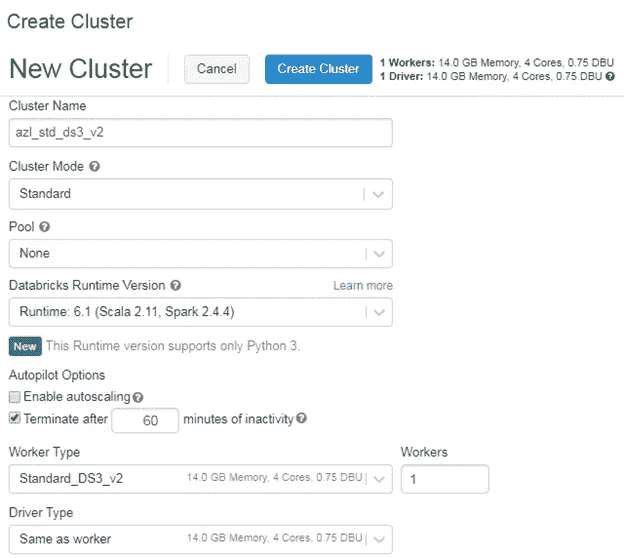 Create Cluster
New Cluster
Cancel
Create Cluster
1 Workers: 14.0 GB Memory, 4 Cores, 0.75 DBU
1 Driver: 14.0 GB Memory, 4 Cores, 0.75 DBU
Cluster Name
azl_std_ds3_v2
Cluster Mode
Standard
Pool
None
Databricks Runtime Version
Learn more
Runtime: 6.1 (Scala 2.11, Spark 2.4.4)
New This Runtime version supports only Python 3.
Autopilot Options
Enable autoscaling
Terminate after 60 minutes of inactivity
Worker Type
Workers
Standard_DS3_v2 14.0 GB Memory, 4 Cores, 0.75 DBU
1
Driver Type
Same as worker 14.0 GB Memory, 4 Cores, 0.75 DBU